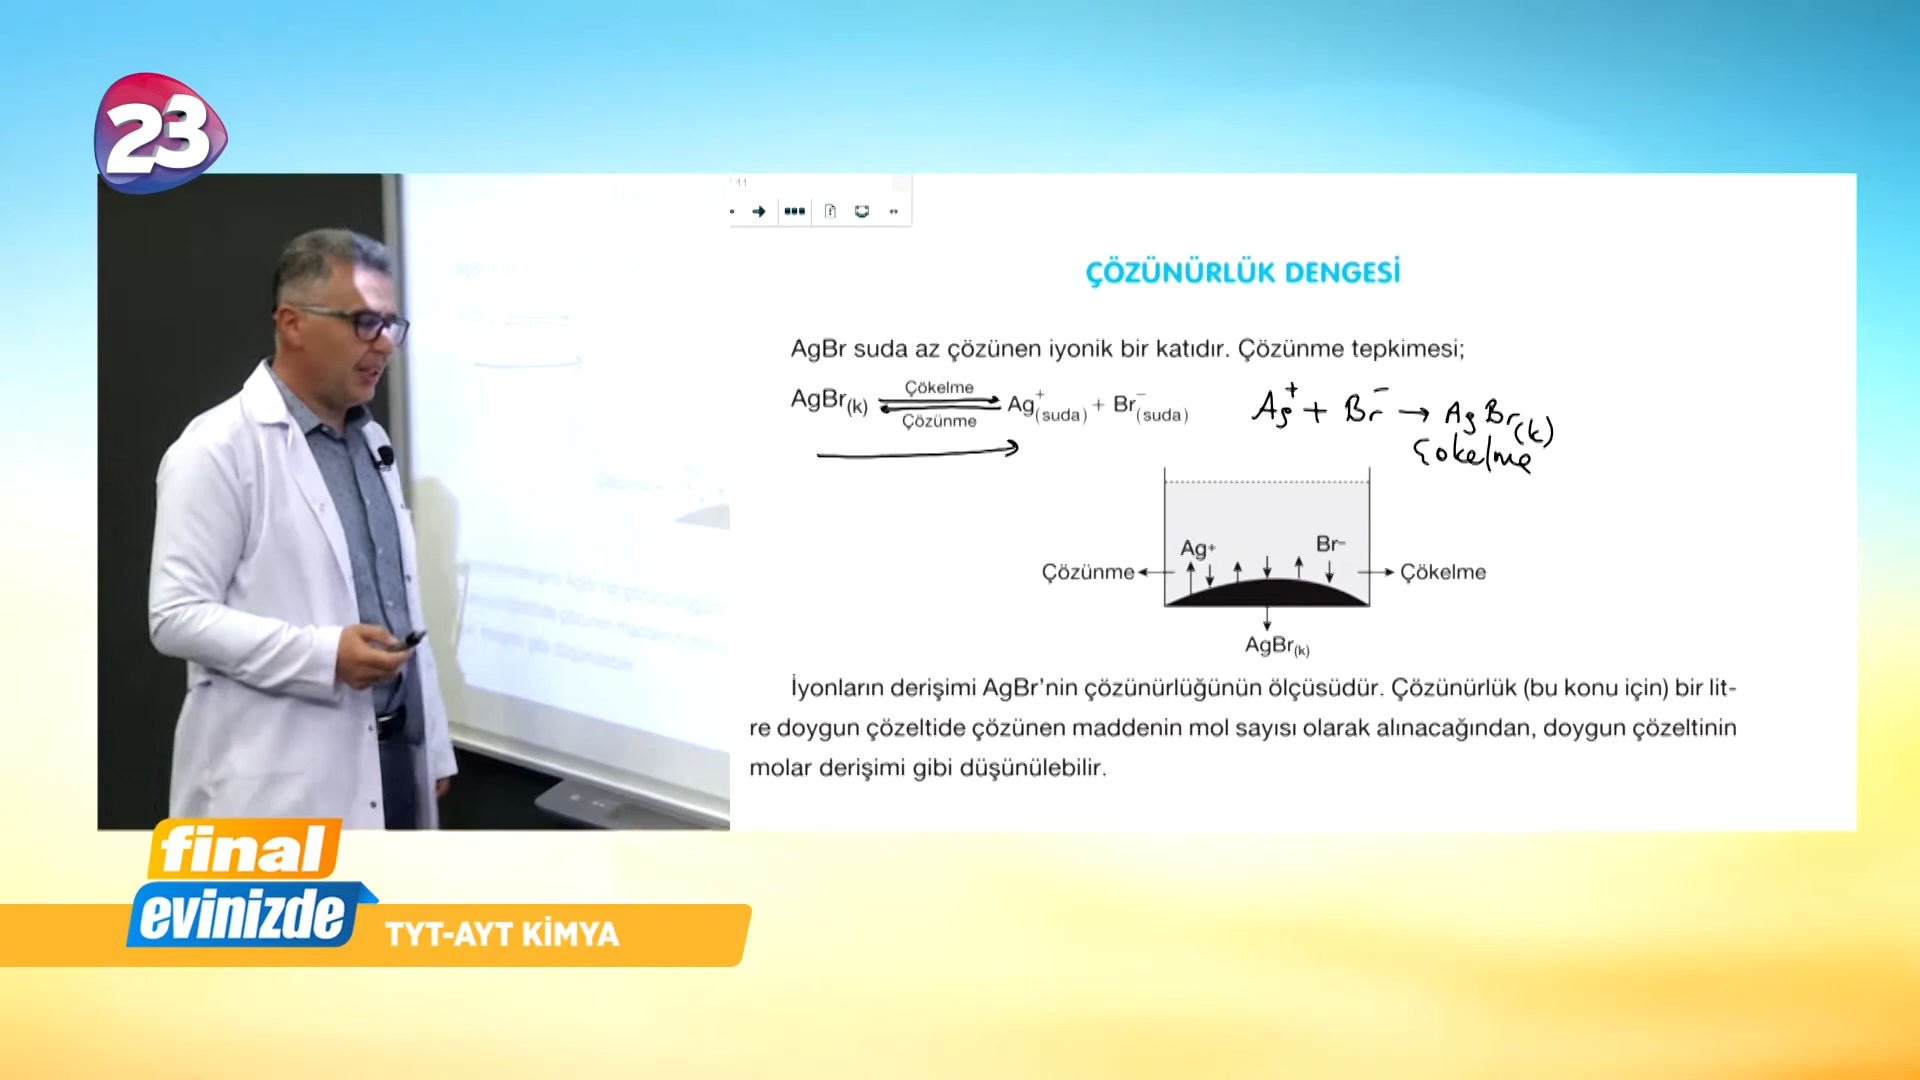 23
11
ÇÖZÜNÜRLÜK DENGESİ
AgBr suda az çözünen iyonik bir katıdır. Çözünme tepkimesi;
AgBr(k) Çökelme Çözünme Ag+(suda) + Br−(suda)
Ag+ + Br− → AgBr(k)
Çökelme
Ag+ Br−
Çözünme Çökelme
AgBr(k)
İyonların derişimi AgBr’nin çözünürlüğünün ölçüsüdür. Çözünürlük (bu konu için) bir lit-
re doygun çözeltide çözünen maddenin mol sayısı olarak alınacağından, doygun çözeltinin
molar derişimi gibi düşünülebilir.
final
evinizde
TYT-AYT KİMYA